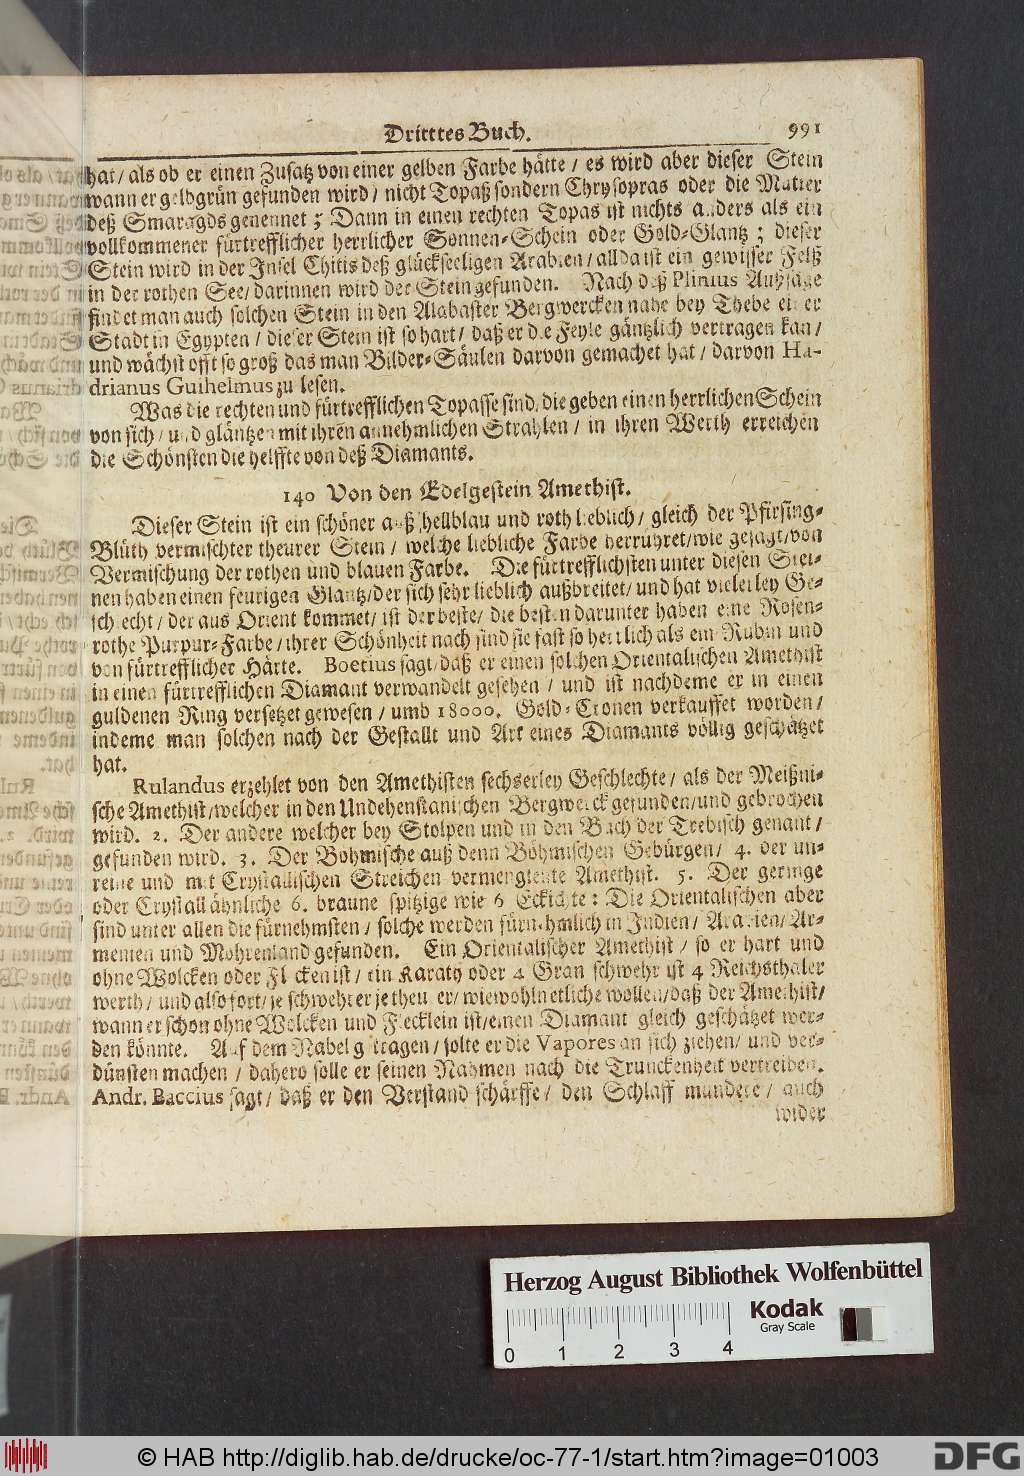 Dritttes Buch. 991
hat / als ob er einen Zusatz von einer gelben Farbe hätte / es wird aber dieser Stein
wann er geldgrün gefunden wird / nicht Topaß sondern Chrysopras oder die Mutter
deß Smaragds genennet ; Dann in einen rechten Topas ist nichts anders als ein
vollkommener fürtrefflicher herrlicher Sonnen-Schein oder Gold-Glantz ; dieser
Stein wird in der Insel Chitis deß glückseeligen Arabien / allda ist ein gewisser Felß
in der rothen See / darinnen wird der Stein gefunden. Nach deß Plinius Außsage
findet man auch solchen Stein in den Alabaster Bergwercken nahe bey Thebe einer
Stadt in Egypten / dieser Stein ist so hart / daß er die Feyle gäntzlich vertragen kan /
und wächst offt so groß das man Bilder-Säulen darvon gemachet hat / darvon Ha-
drianus Guihelmus zu lesen.
Was die rechten und fürtrefflichen Topasse sind, die geben einen herrlichen Schein
von sich / und gläntzen mit ihrẽn annehmlichen Strahlen / in ihren Werth erreichen
die Schönsten die helffte von deß Diamants.
140 Von den Edelgestein Amethist.
Dieser Stein ist ein schöner auß hellblau und roth lieblich / gleich der Pfirsing-
Blüth vermischter theurer Stein / welche liebliche Farbe herrühret / wie gesagt / von
Vermischung der rothen und blauen Farbe. Die fürtrefflichsten unter diesen Stei-
nen haben einen feurigen Glantz / der sich sehr lieblich außbreitet / und hat vielerley Ge-
schlecht / der aus Orient kommet / ist der beste / die besten darunter haben eine Rosen-
rothe Purpur-Farbe / ihrer Schönheit nach sind sie fast so herrlich als ein Rubin und
von fürtrefflicher Härte. Boetius sagt / daß er einen solchen Orientalischen Amethist
in einen fürtrefflichen Diamant verwandelt gesehen / und ist nachdeme er in einen
guldenen Ring versetzet gewesen / umb 18000. Gold-Cronen verkauffet worden /
indeme man solchen nach der Gestallt und Art eines Diamants völlig geschätzet
hat.
Rulandus erzehlet von den Amethisten sechserley Geschlechte / als der Meißni-
sche Amethist / welcher in den Bergwerck gefunden / und gebrochen
wird. 2. Der andere welcher bey Stolpen und in den Bach der Trebisch genant /
gefunden wird. 3. Der Bohmische auß denn Böhmischen Gebürgen / 4. der un-
reine und mit Crystallischen Streichen vermengte Amethist. 5. Der geringe
oder Crystall ähnliche 6. braune spitzige wie 6 Eckichte : Die Orientalischen aber
sind unter allen die fürnehmsten / solche werden fürnehmlich in Indien / Arabien / Ar-
menien und Mohrenland gefunden. Ein Orientalischer Amethist / so er hart und
ohne Wolcken oder Flecken ist / ein Karaty oder 4 Gran schwehr ist 4 Reichsthaler
werth / und also fort / je schwehrer je theurer / wiewohl etliche wollen / daß der Amethist /
wann er schon ohne Wolcken und Flecklein ist / einen Diamant gleich geschätzet wer-
den könnte. Auf dem Nabel getragen / solte er die Vapores an sich ziehen / und ver-
dünsten machen / dahero solle er seinen Nahmen nach die Trunckenheit vertreiben.
Andr. Baccius sagt / daß er den Verstand schärffe / den Schlaff mundere / auch
wider
Herzog August Bibliothek Wolfenbüttel
Kodak
Gray Scale
0 1 2 3 4
© HAB http://diglib.hab.de/drucke/oc-77-1/start.htm?image=01003
DFG